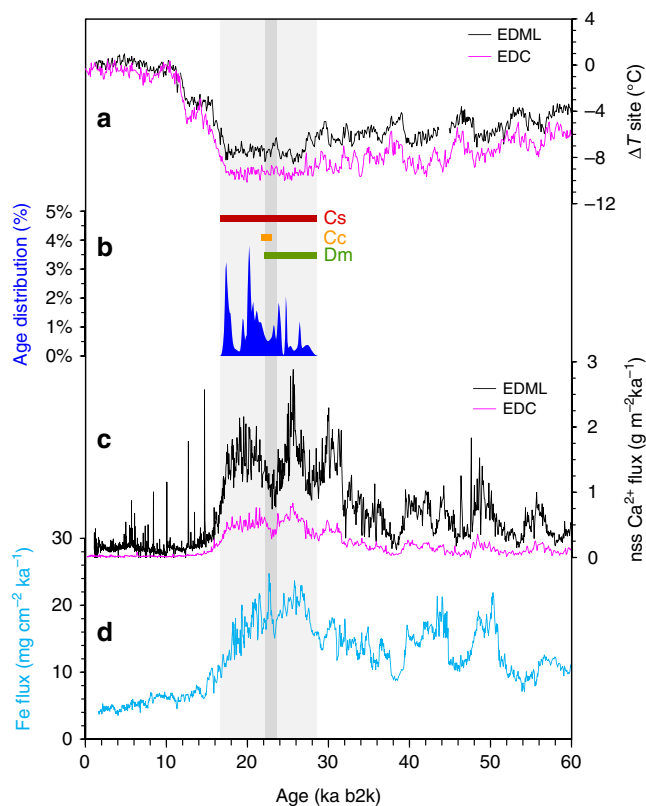 4
EDML
EDC
0
−4
−8
−12
ΔT site (°C)
a
5%
4%
3%
2%
1%
0%
Age distribution (%)
b
Cs
Cc
Dm
3
2
1
0
nss Ca²⁺ flux (g m⁻²ka⁻¹)
EDML
EDC
c
30
20
10
0
Fe flux (mg cm⁻² ka⁻¹)
d
0 10 20 30 40 50 60
Age (ka b2k)